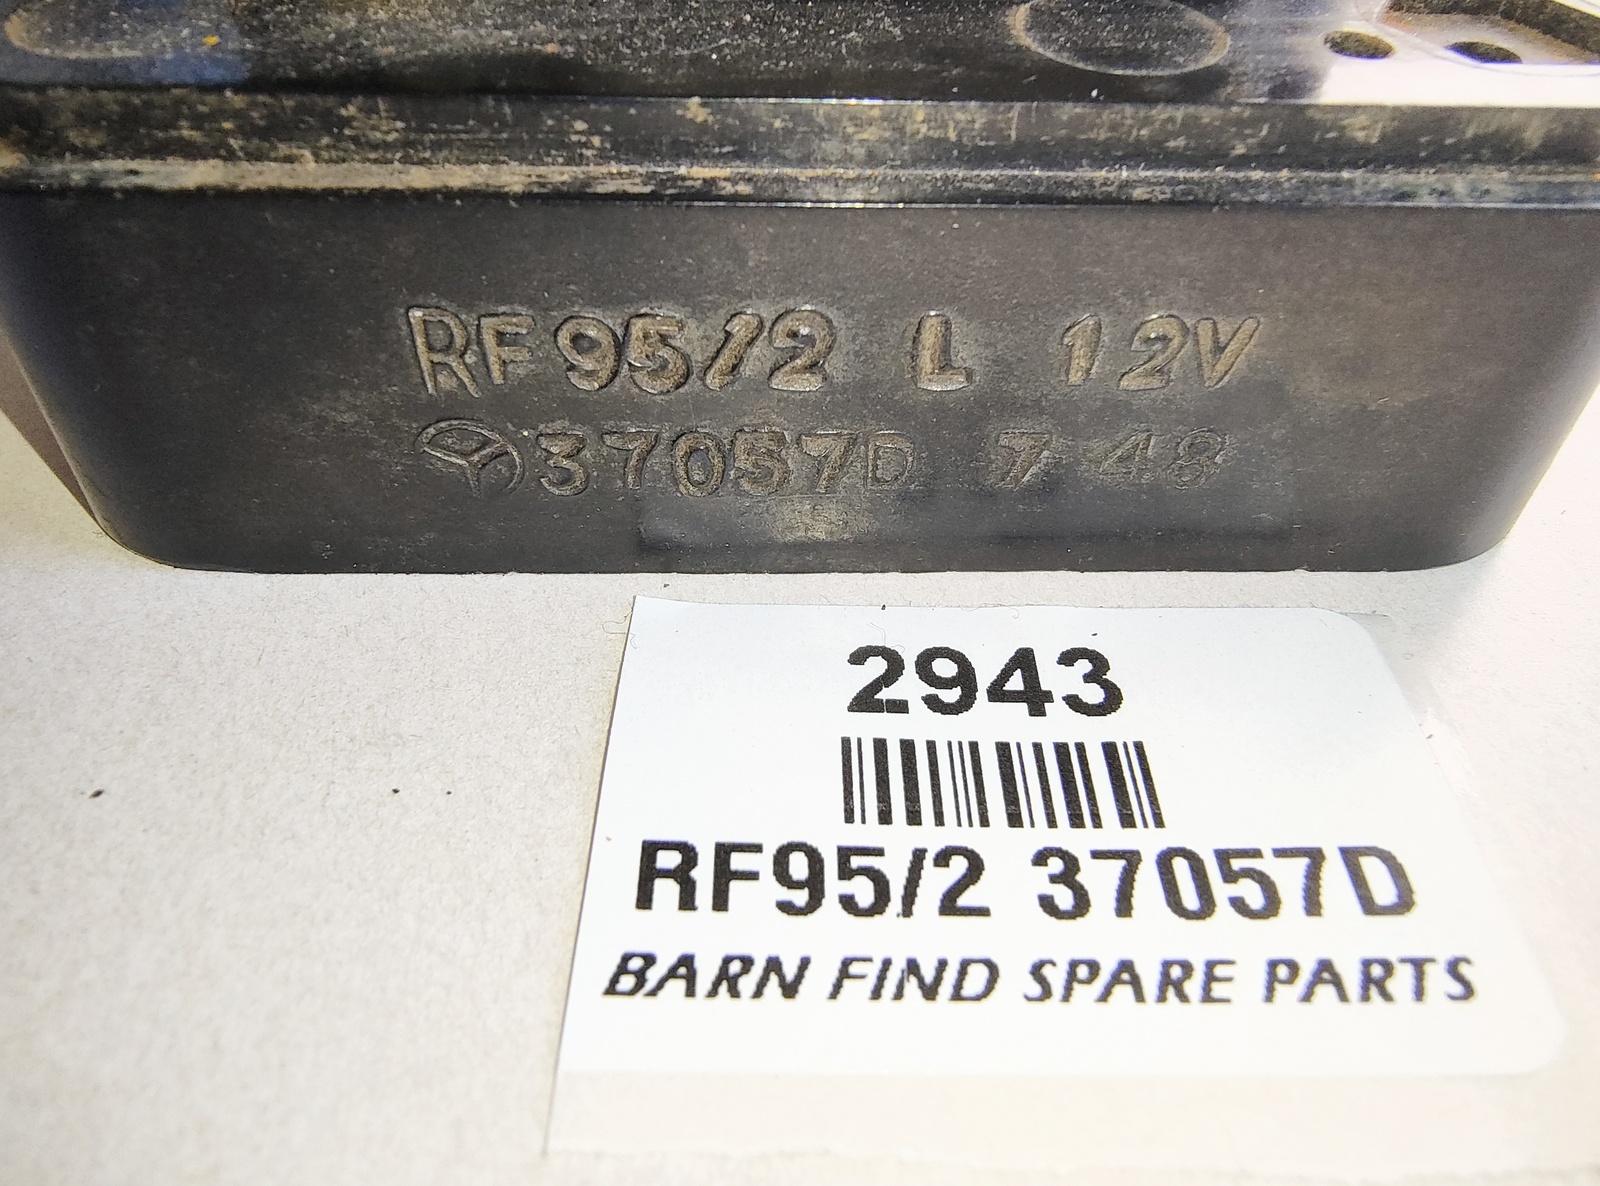 RF95/2 L 12V
37057D 7 48
2943
RF95/2 37057D
BARN FIND SPARE PARTS